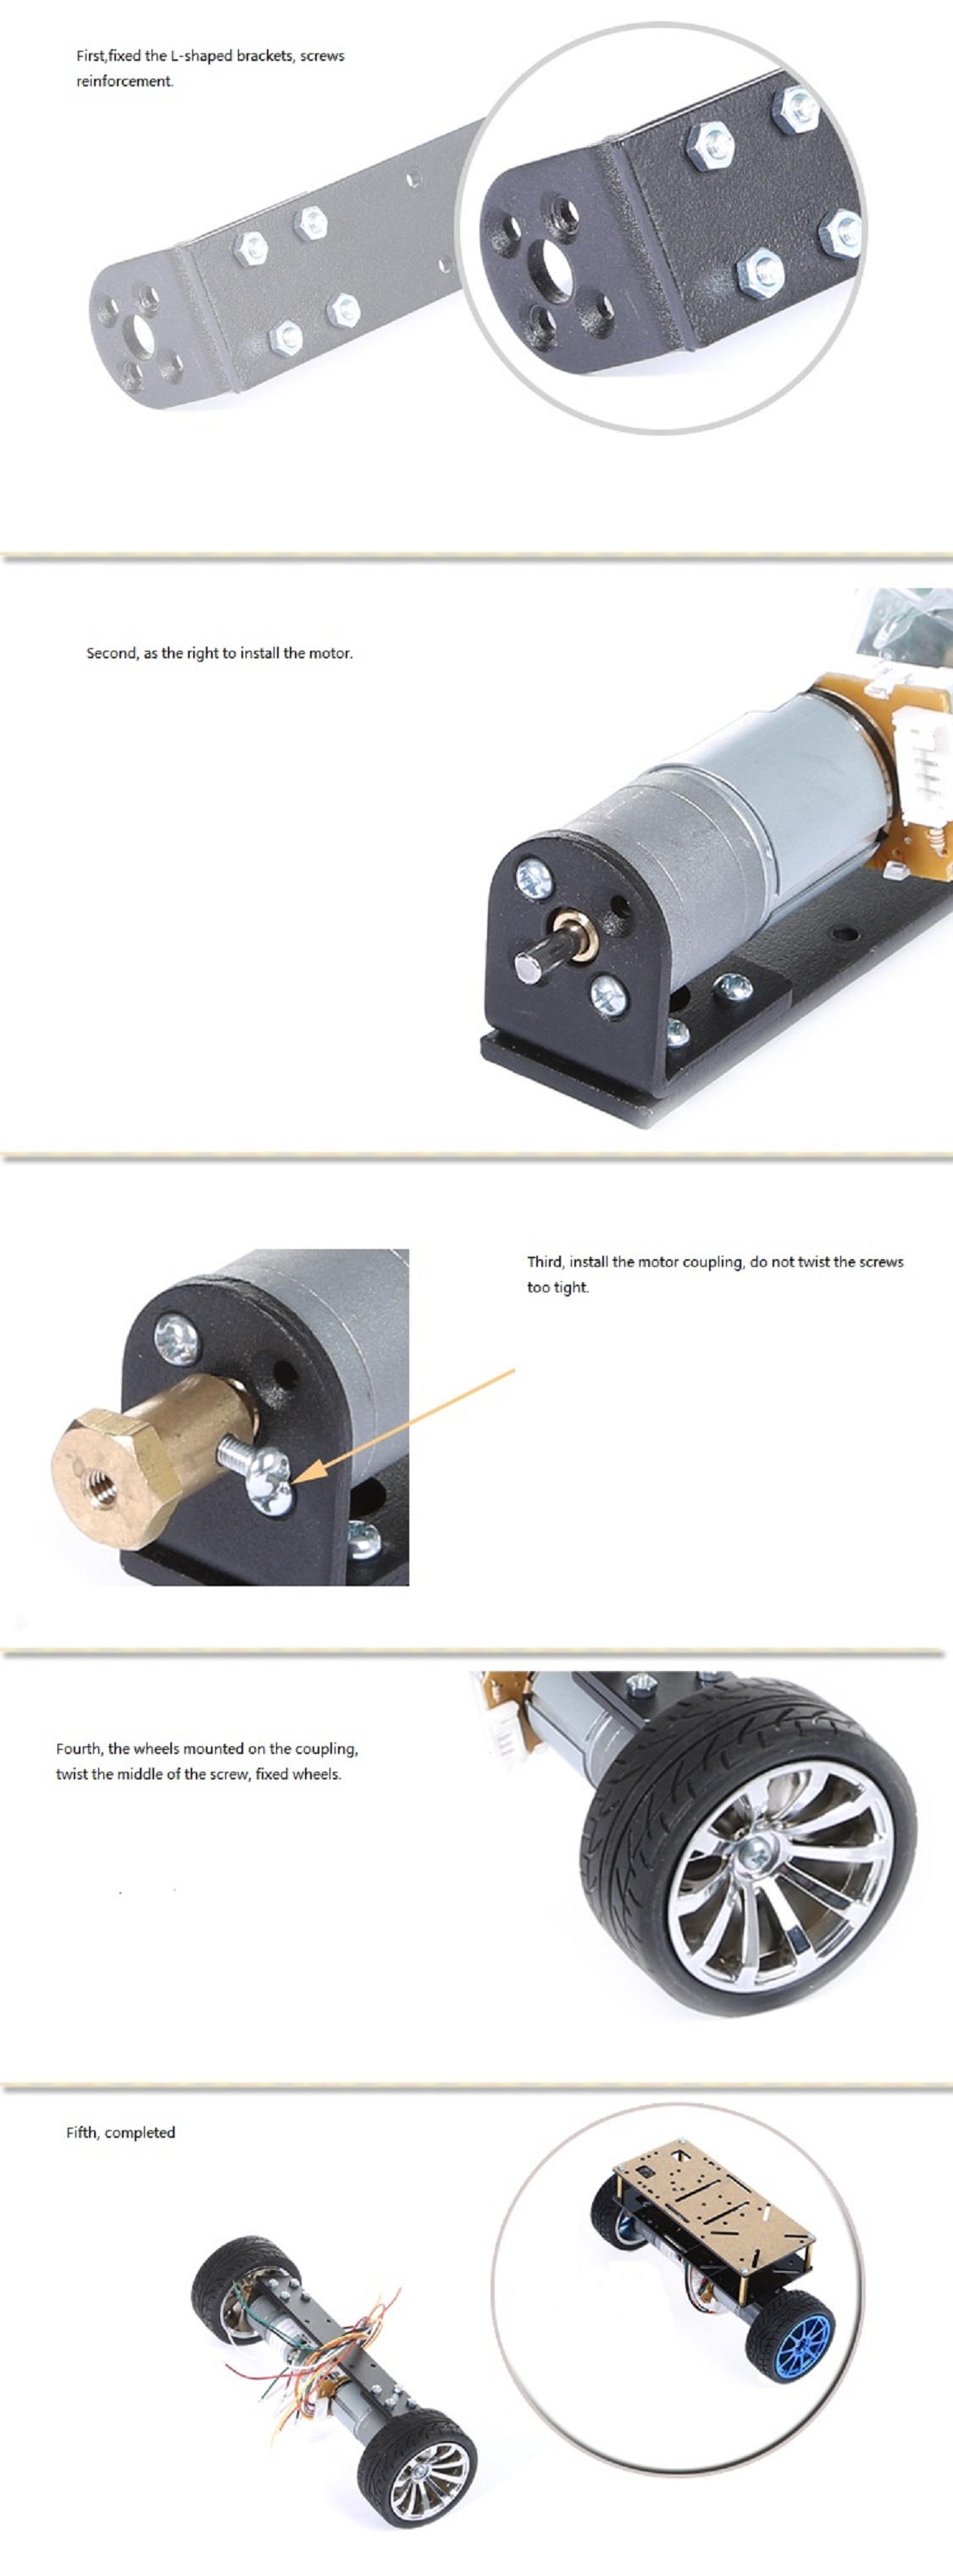 First,fixed the L-shaped brackets, screws
reinforcement.
Second, as the right to install the motor.
Third, install the motor coupling, do not twist the screws
too tight.
Fourth, the wheels mounted on the coupling,
twist the middle of the screw, fixed wheels.
Fifth, completed